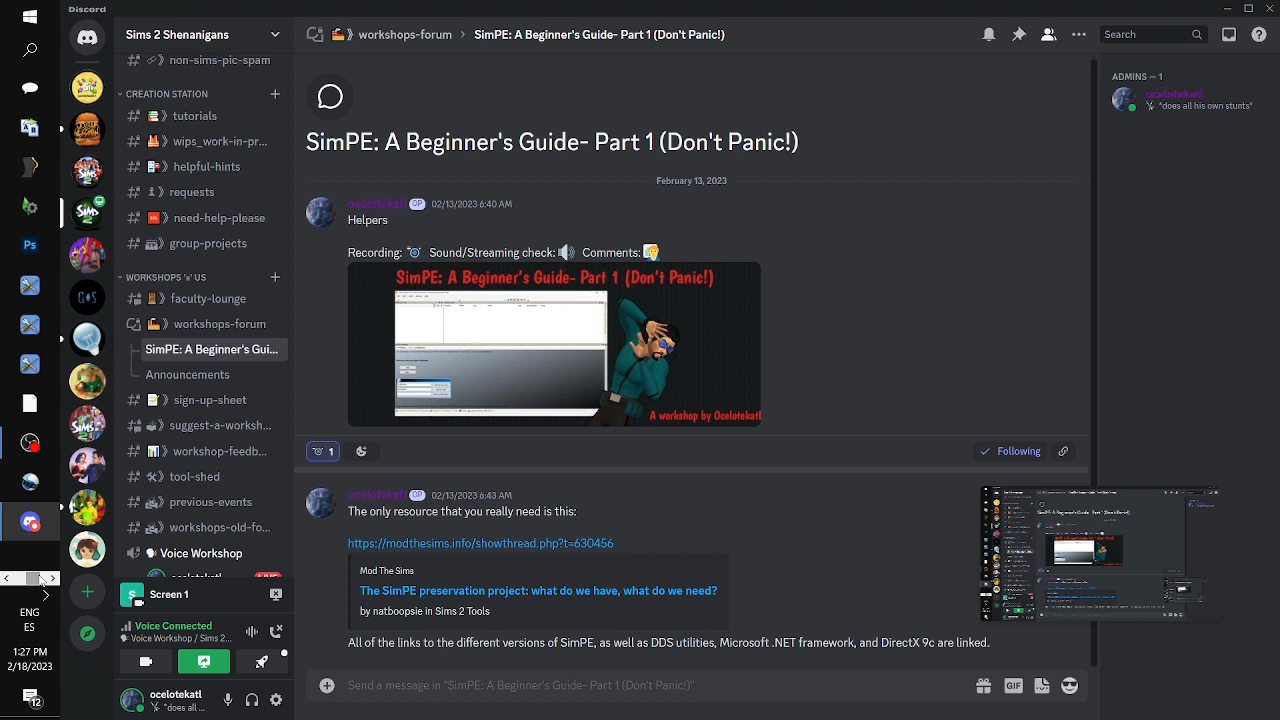 Discord
Sims 2 Shenanigans
non-sims-pic-spam
CREATION STATION
tutorials
wips_work-in-pr...
helpful-hints
requests
need-help-please
group-projects
WORKSHOPS 'n' US
faculty-lounge
workshops-forum
SimPE: A Beginner's Gui...
Announcements
sign-up-sheet
suggest-a-worksh...
workshop-feedb...
tool-shed
previous-events
workshops-old-fo...
Voice Workshop
LIVE
Screen 1
Voice Connected
Voice Workshop / Sims 2...
ocelotekatl
*does all ...
ENG
ES
1:27 PM
2/18/2023
12
workshops-forum > SimPE: A Beginner's Guide- Part 1 (Don't Panic!)
Search
SimPE: A Beginner's Guide- Part 1 (Don't Panic!)
February 13, 2023
ocelotekatl OP 02/13/2023 6:40 AM
Helpers
Recording: Sound/Streaming check: Comments:
SimPE: A Beginner's Guide- Part 1 (Don't Panic!)
A workshop by Ocelotekatl
1
Following
ocelotekatl OP 02/13/2023 6:43 AM
The only resource that you really need is this:
https://modthesims.info/showthread.php?t=630456
Mod The Sims
The SimPE preservation project: what do we have, what do we need?
by topopsie in Sims 2 Tools
All of the links to the different versions of SimPE, as well as DDS utilities, Microsoft .NET framework, and DirectX 9c are linked.
Send a message in "SimPE: A Beginner's Guide- Part 1 (Don't Panic!)"
GIF
ADMINS — 1
ocelotekatl
*does all his own stunts*